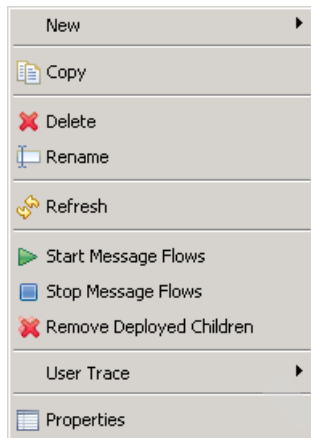 New
Copy
Delete
Rename
Refresh
Start Message Flows
Stop Message Flows
Remove Deployed Children
User Trace
Properties